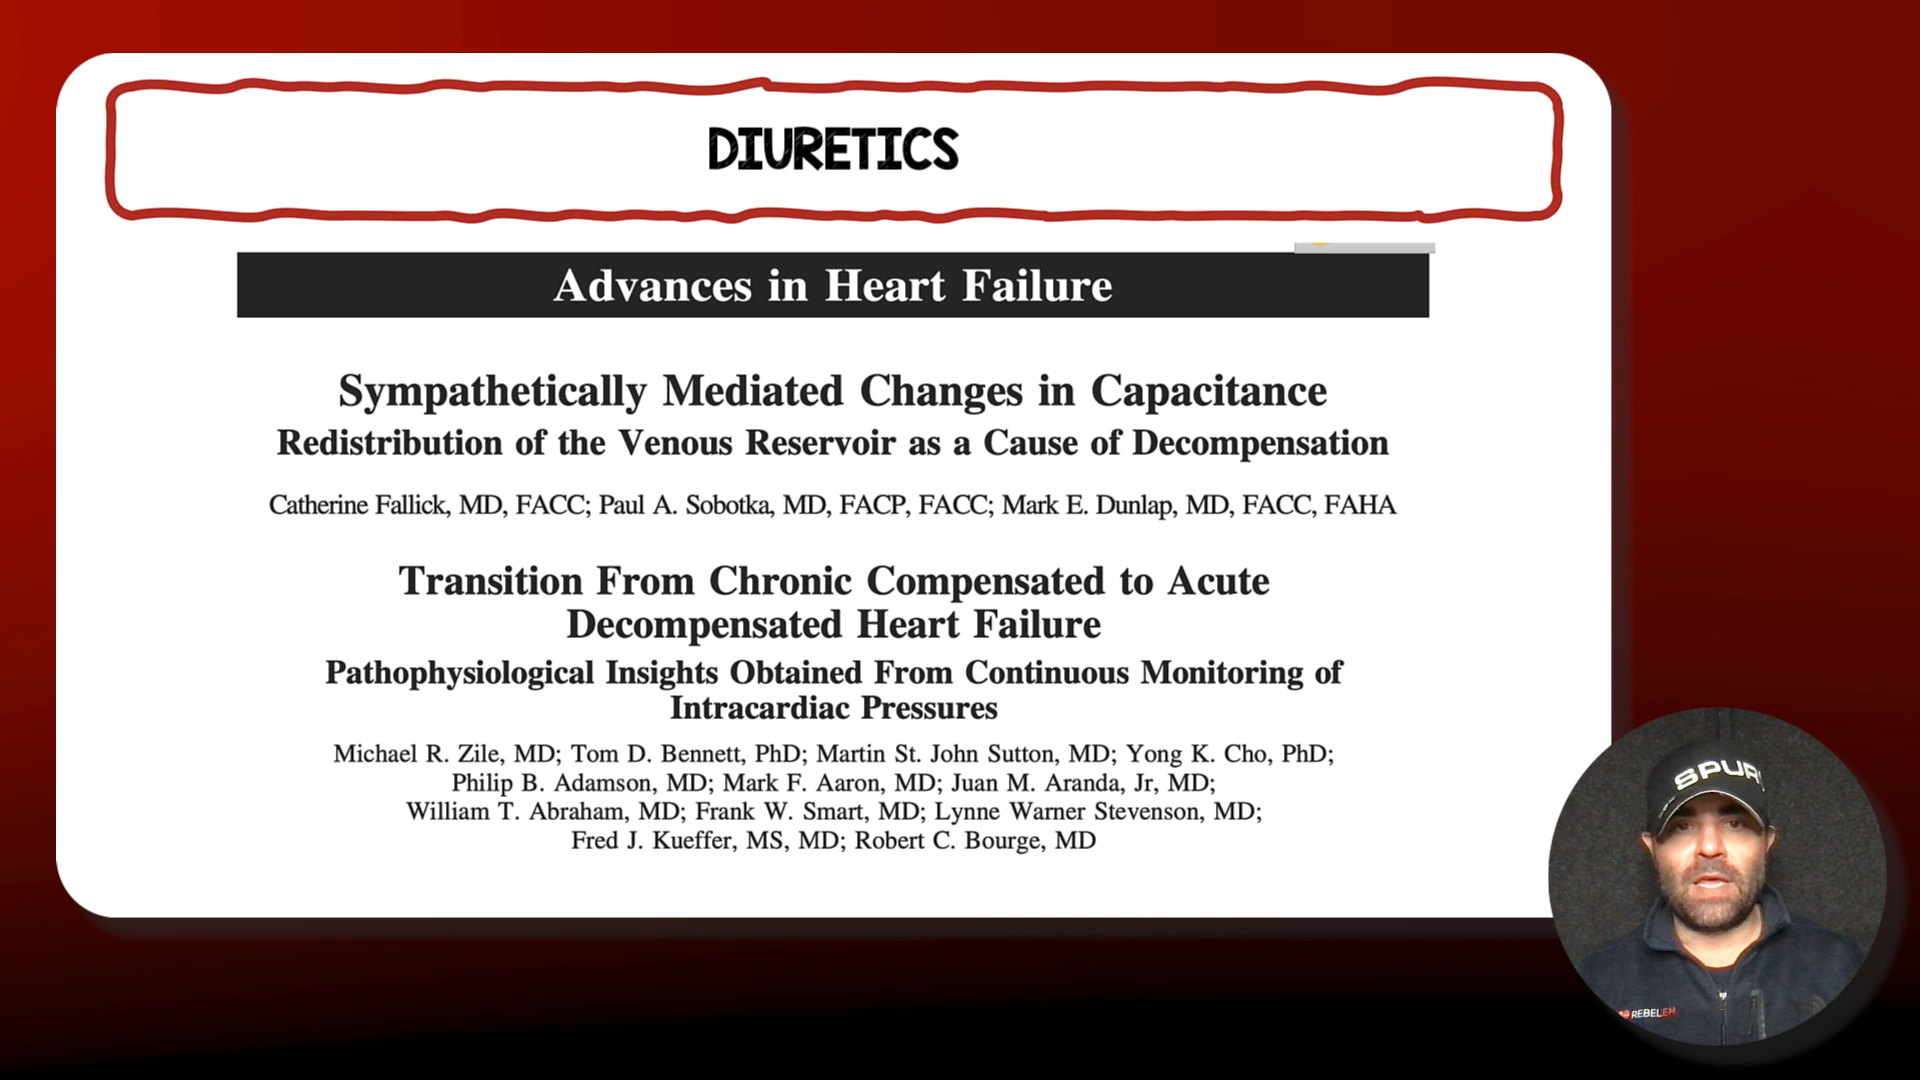 DIURETICS
Advances in Heart Failure
Sympathetically Mediated Changes in Capacitance
Redistribution of the Venous Reservoir as a Cause of Decompensation
Catherine Fallick, MD, FACC; Paul A. Sobotka, MD, FACP, FACC; Mark E. Dunlap, MD, FACC, FAHA
Transition From Chronic Compensated to Acute
Decompensated Heart Failure
Pathophysiological Insights Obtained From Continuous Monitoring of
Intracardiac Pressures
Michael R. Zile, MD; Tom D. Bennett, PhD; Martin St. John Sutton, MD; Yong K. Cho, PhD;
Philip B. Adamson, MD; Mark F. Aaron, MD; Juan M. Aranda, Jr, MD;
William T. Abraham, MD; Frank W. Smart, MD; Lynne Warner Stevenson, MD;
Fred J. Kueffer, MS, MD; Robert C. Bourge, MD
SPUR
REBELEM